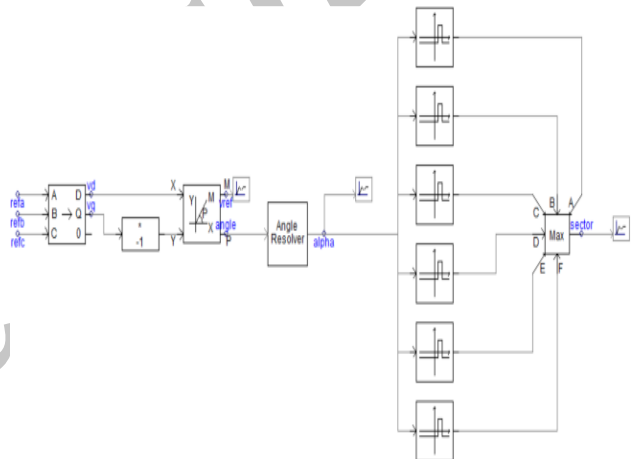 refa
refb
refc
A D
B → Q
C 0
vd
vq
*
-1
X
Y
Y M
P
X
M
vref
angle
P
Angle
Resolver
alpha
B A
C
D
Max
E F
sector